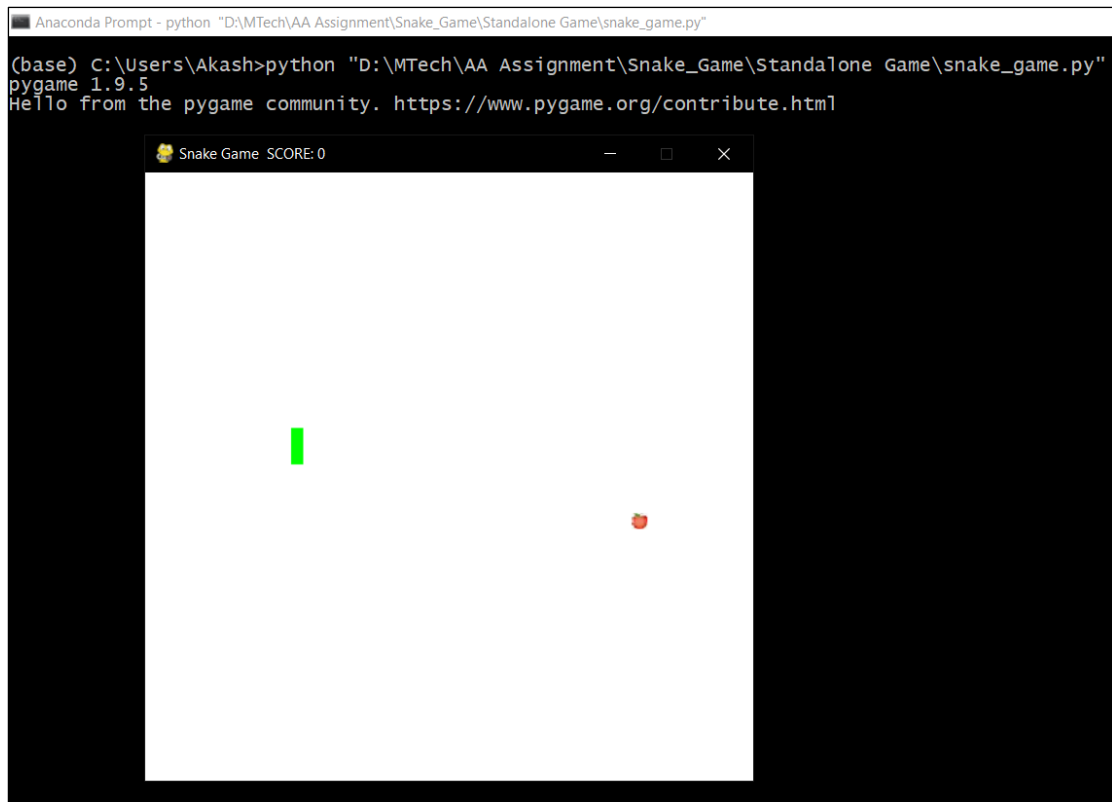 Anaconda Prompt - python "D:\MTech\AA Assignment\Snake_Game\Standalone Game\snake_game.py"
(base) C:\Users\Akash>python "D:\MTech\AA Assignment\Snake_Game\Standalone Game\snake_game.py"
pygame 1.9.5
Hello from the pygame community. https://www.pygame.org/contribute.html
Snake Game SCORE: 0